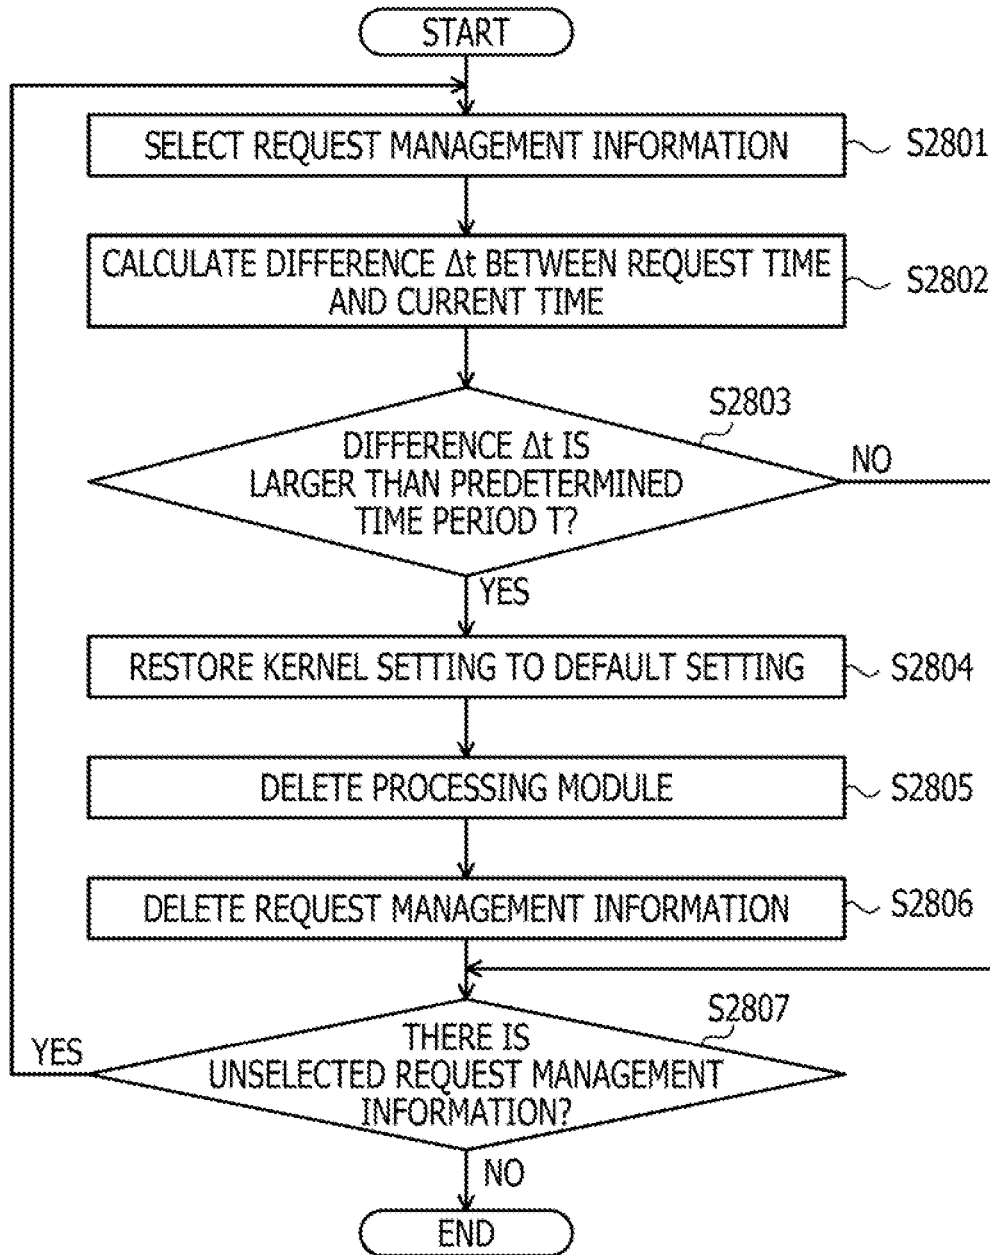 START
SELECT REQUEST MANAGEMENT INFORMATION
S2801
CALCULATE DIFFERENCE Δt BETWEEN REQUEST TIME
AND CURRENT TIME
S2802
S2803
DIFFERENCE Δt IS
LARGER THAN PREDETERMINED
TIME PERIOD T?
NO
YES
RESTORE KERNEL SETTING TO DEFAULT SETTING
S2804
DELETE PROCESSING MODULE
S2805
DELETE REQUEST MANAGEMENT INFORMATION
S2806
S2807
YES
THERE IS
UNSELECTED REQUEST MANAGEMENT
INFORMATION?
NO
END